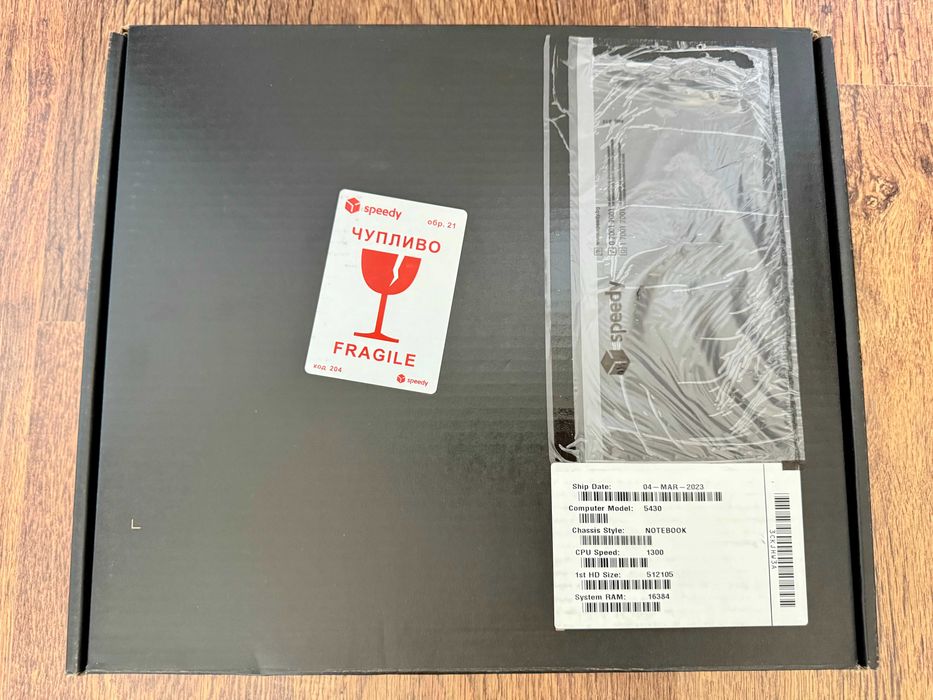 speedy
обр. 21
ЧУПЛИВО
FRAGILE
код 204
speedy
speedy
Ship Date: 04-MAR-2023
Computer Model: 5430
Chassis Style: NOTEBOOK
CPU Speed: 1300
1st HD Size: 512105
System RAM: 16384
3CKJHW3A